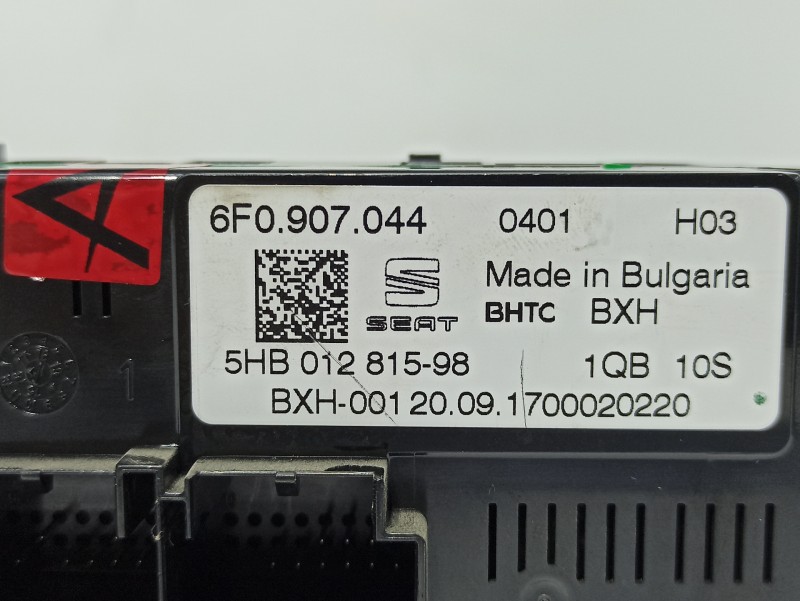 A
6F0.907.044 0401 H03
Made in Bulgaria
SEAT BHTC BXH
5HB 012 815-98 1QB 10S
BXH-001 20.09.1700020220
1